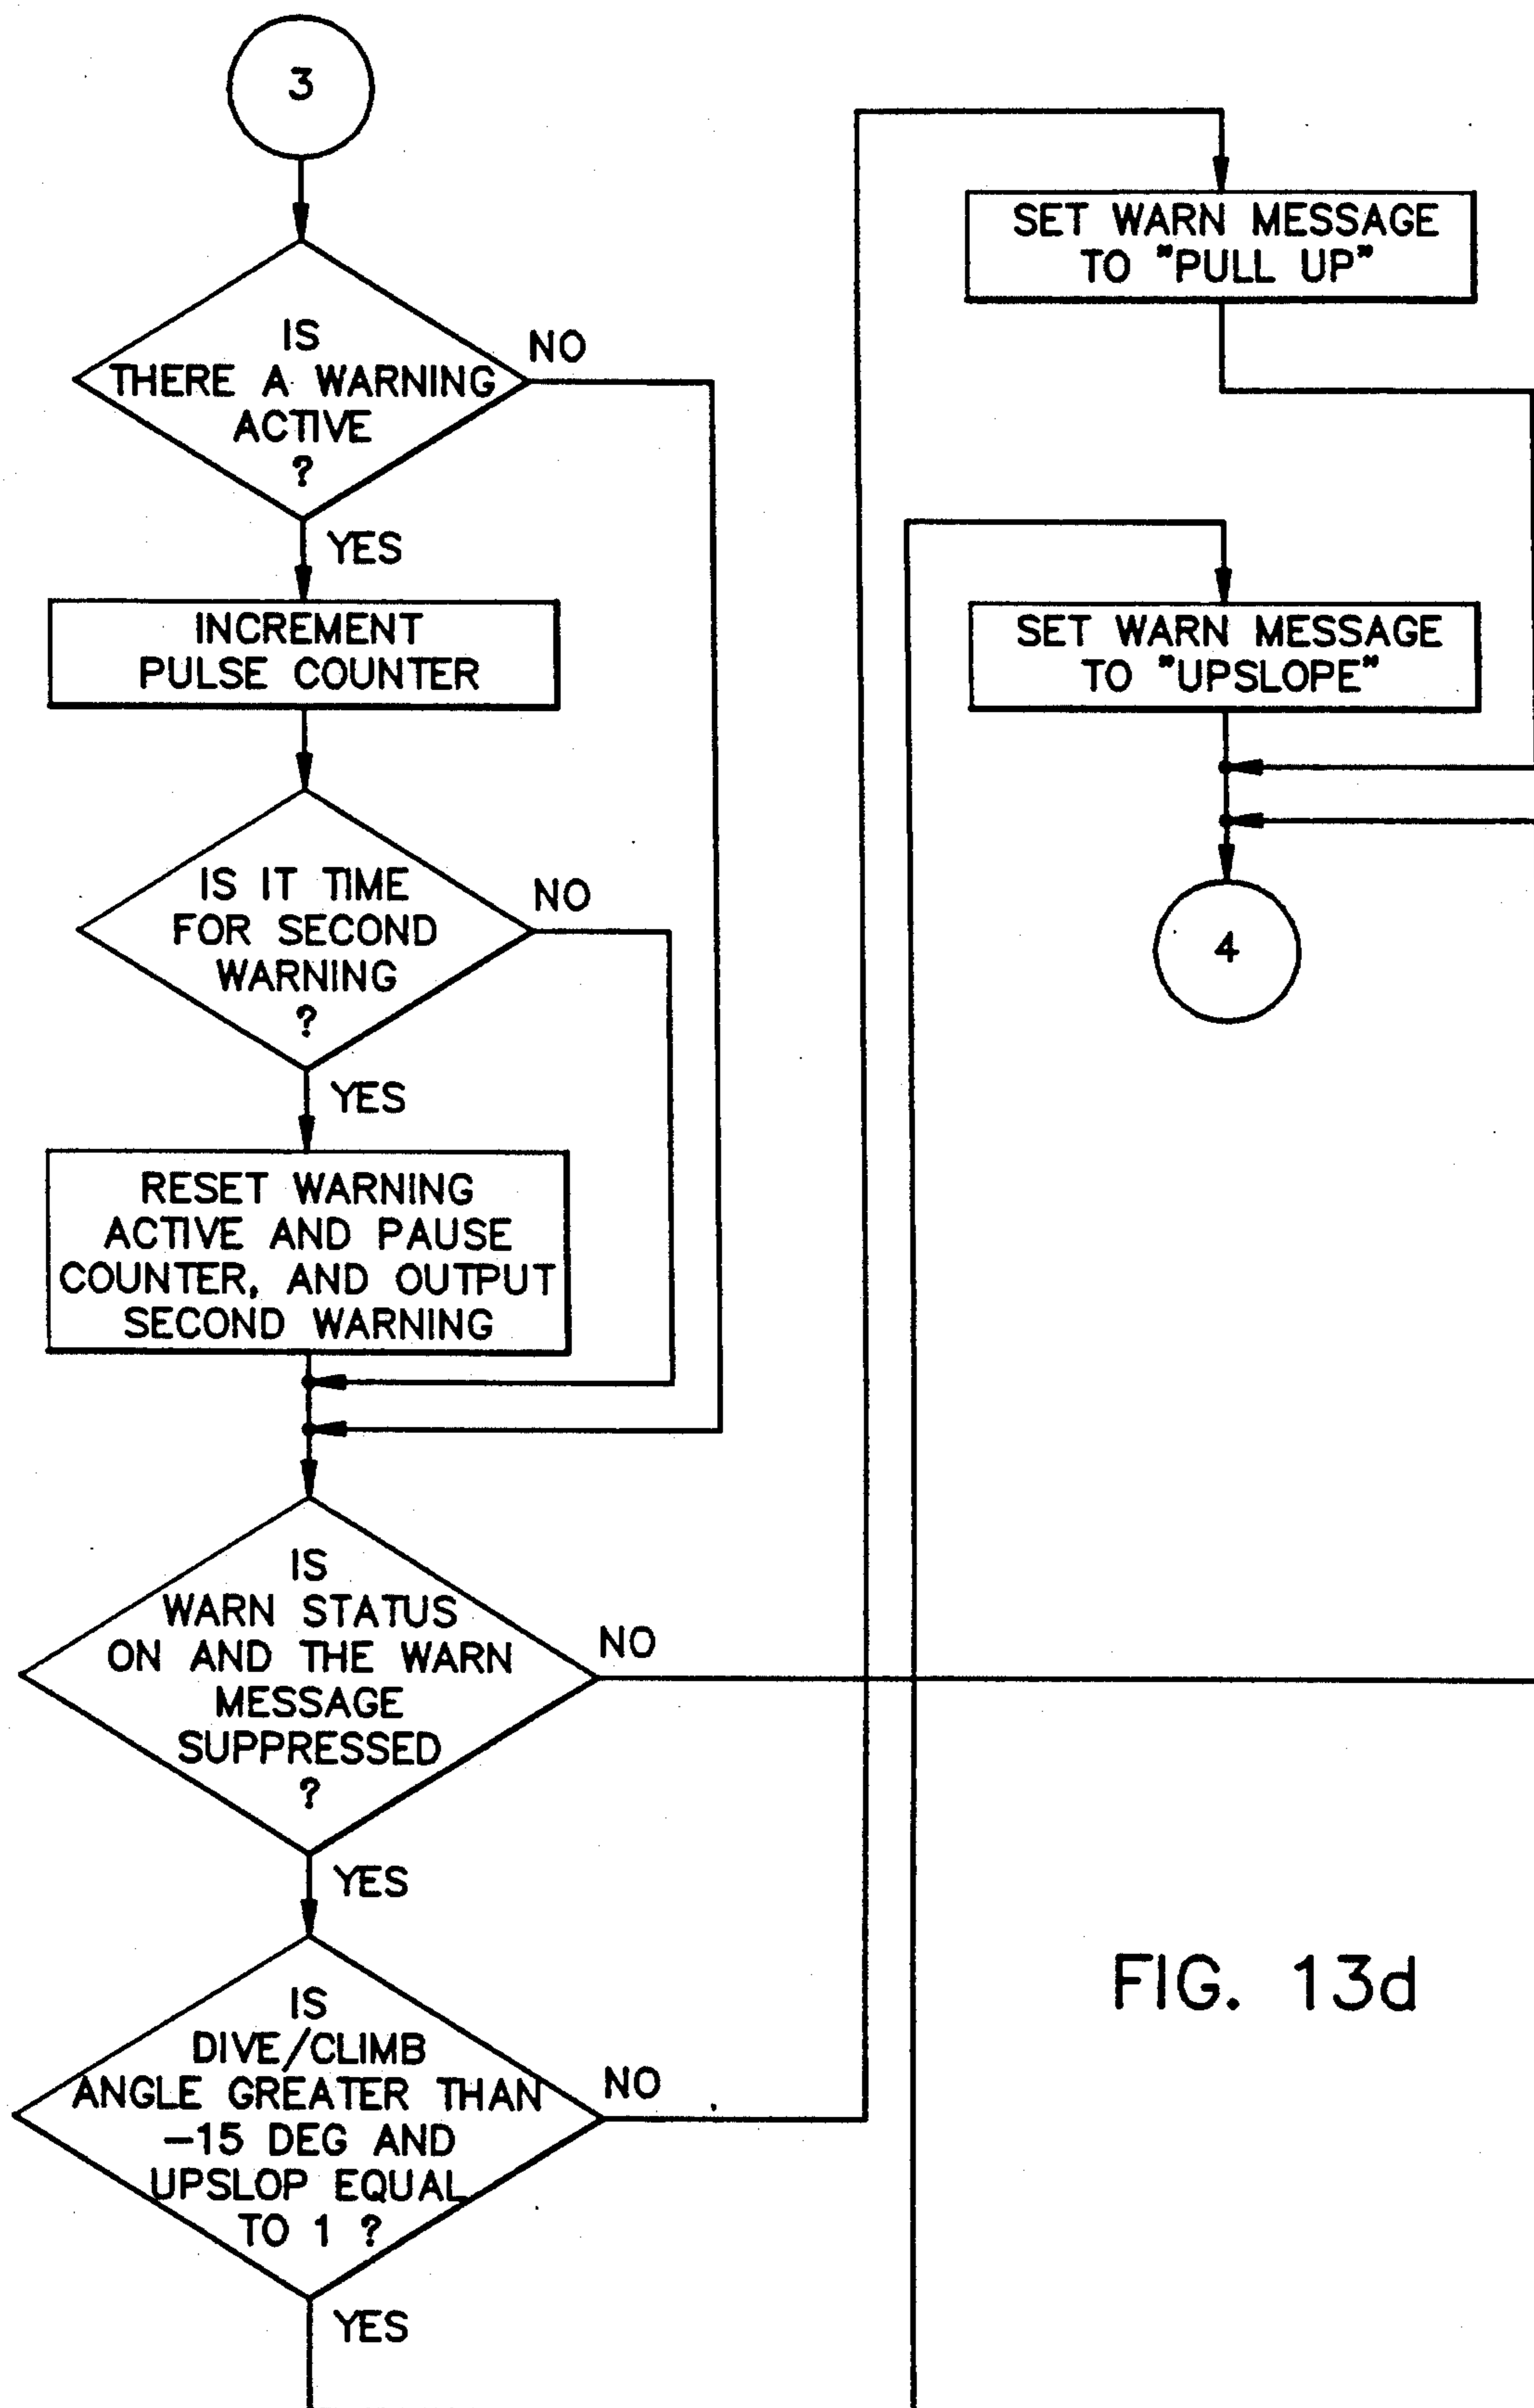 3
IS
THERE A WARNING
ACTIVE
?
NO
YES
INCREMENT
PULSE COUNTER
IS IT TIME
FOR SECOND
WARNING
?
NO
YES
RESET WARNING
ACTIVE AND PAUSE
COUNTER, AND OUTPUT
SECOND WARNING
IS
WARN STATUS
ON AND THE WARN
MESSAGE
SUPPRESSED
?
NO
YES
IS
DIVE/CLIMB
ANGLE GREATER THAN
-15 DEG AND
UPSLOP EQUAL
TO 1 ?
NO
YES
SET WARN MESSAGE
TO "PULL UP"
SET WARN MESSAGE
TO "UPSLOPE"
4
FIG. 13d